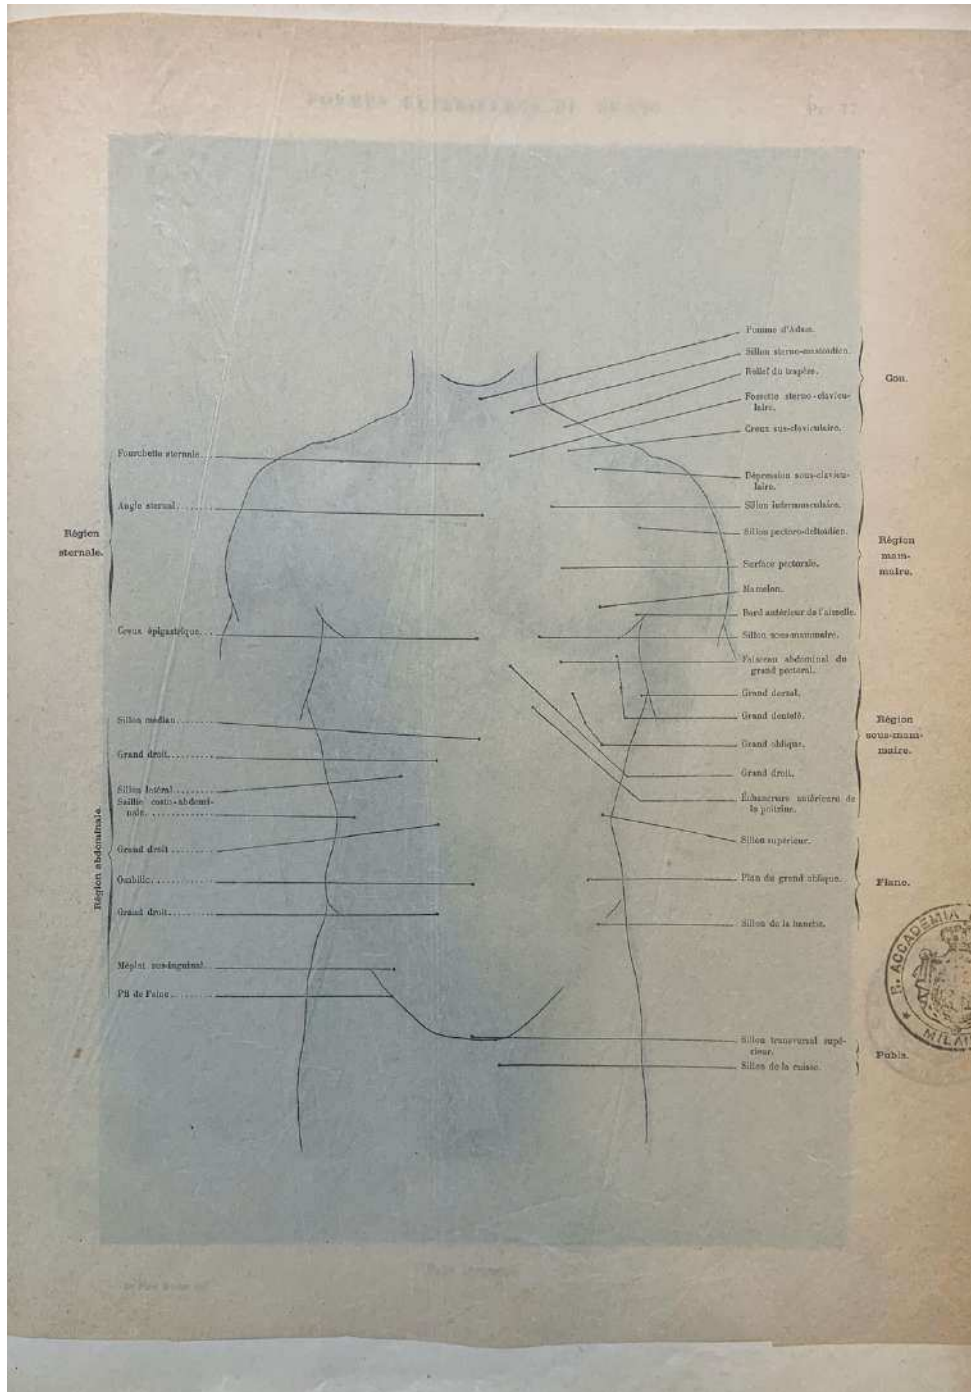 Pomme d'Adam.
Sillon sterno-mastoïdien.
Relief du trapèze.
Fossette sterno-clavicu-
laire.
Creux sus-claviculaire.
Cou.
Fourchette sternale
Angle sternal
Creux épigastrique
Région
sternale.
Dépression sous-clavicu-
laire.
Sillon intermusculaire.
Sillon pectoro-deltoïdien.
Surface pectorale.
Mamelon.
Bord antérieur de l'aisselle.
Sillon sous-mammaire.
Région
mam-
maire.
Faisceau abdominal du
grand pectoral.
Grand dorsal.
Grand dentelé.
Grand oblique.
Grand droit.
Échancrure antérieure de
la poitrine.
Région
sous-mam-
maire.
Sillon médian
Grand droit
Sillon latéral
Saillie costo-abdomi-
nale.
Grand droit
Ombilic
Grand droit
Méplat sus-inguinal
Pli de l'aine
Région abdominale.
Sillon supérieur.
Plan du grand oblique.
Sillon de la hanche.
Flanc.
Sillon transversal supé-
rieur.
Sillon de la cuisse.
Pubis.
R. ACCADEMIA